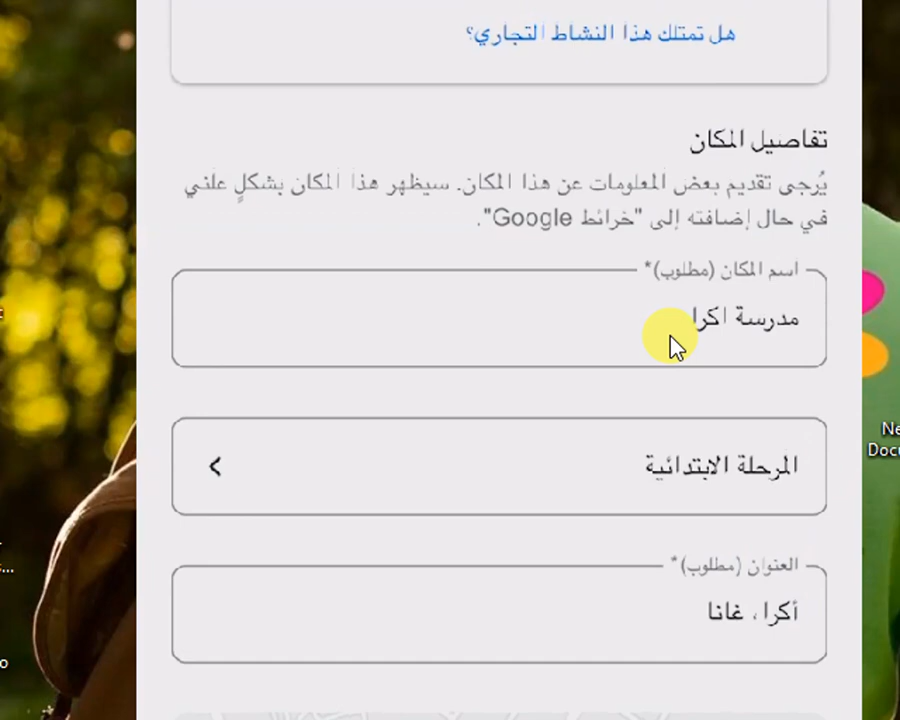 هل تمتلك هذا النشاط التجاري؟
تفاصيل المكان
يُرجى تقديم بعض المعلومات عن هذا المكان. سيظهر هذا المكان بشكلٍ علني
في حال إضافته إلى "خرائط Google".
اسم المكان (مطلوب)*
مدرسة اكرا
المرحلة الابتدائية
العنوان (مطلوب)*
أكرا، غانا